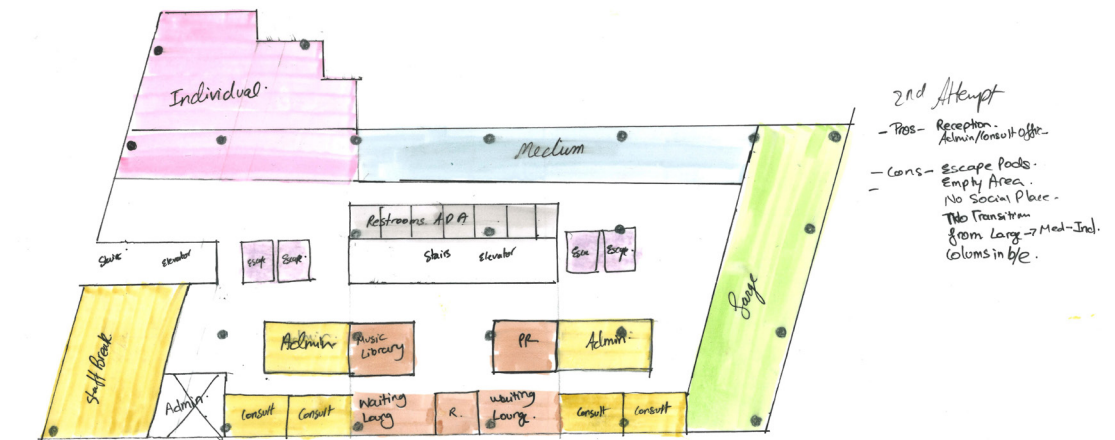 2nd Attempt
- Pros - Reception.
Admin/Consult Offic
- Cons - Escape Pods.
Empty Area.
No Social Place.
No Transition
from Large → Med-Ind.
Colums in b/e.
Individual.
Medium
Restrooms ADA
Stairs
Elevator
Stairs
Elevator
Escape
Escape
Esca
Escape
Large
Staff Break
Admin
Music
Library
PR
Admin
Admin
Consult
Consult
Waiting
Loung
R.
Waiting
Lounge.
Consult
Consult